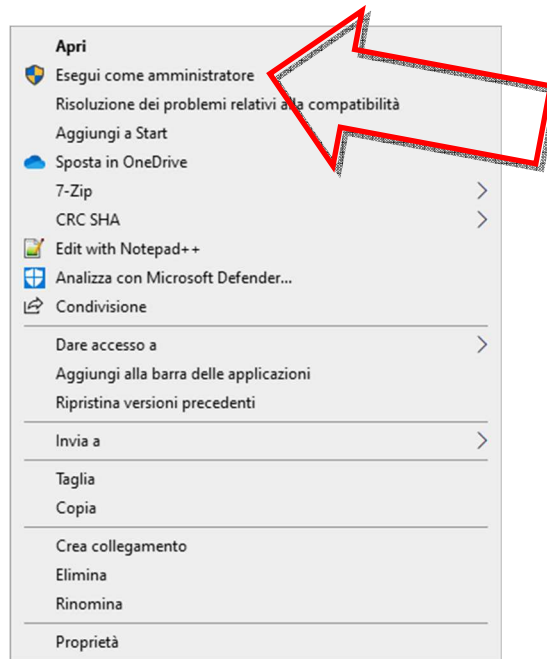 Apri
Esegui come amministratore
Risoluzione dei problemi relativi alla compatibilità
Aggiungi a Start
Sposta in OneDrive
7-Zip
CRC SHA
Edit with Notepad++
Analizza con Microsoft Defender...
Condivisione
Dare accesso a
Aggiungi alla barra delle applicazioni
Ripristina versioni precedenti
Invia a
Taglia
Copia
Crea collegamento
Elimina
Rinomina
Proprietà